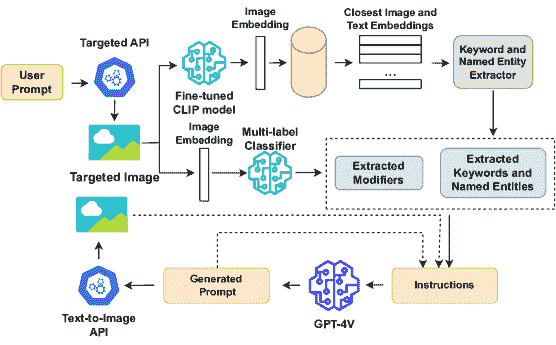 User
Prompt
Targeted API
Targeted Image
Fine-tuned
CLIP model
Image
Embedding
Closest Image and
Text Embeddings
...
Keyword and
Named Entity
Extractor
Image
Embedding
Multi-label
Classifier
Extracted
Modifiers
Extracted
Keywords and
Named Entities
Text-to-Image
API
Generated
Prompt
GPT-4V
Instructions